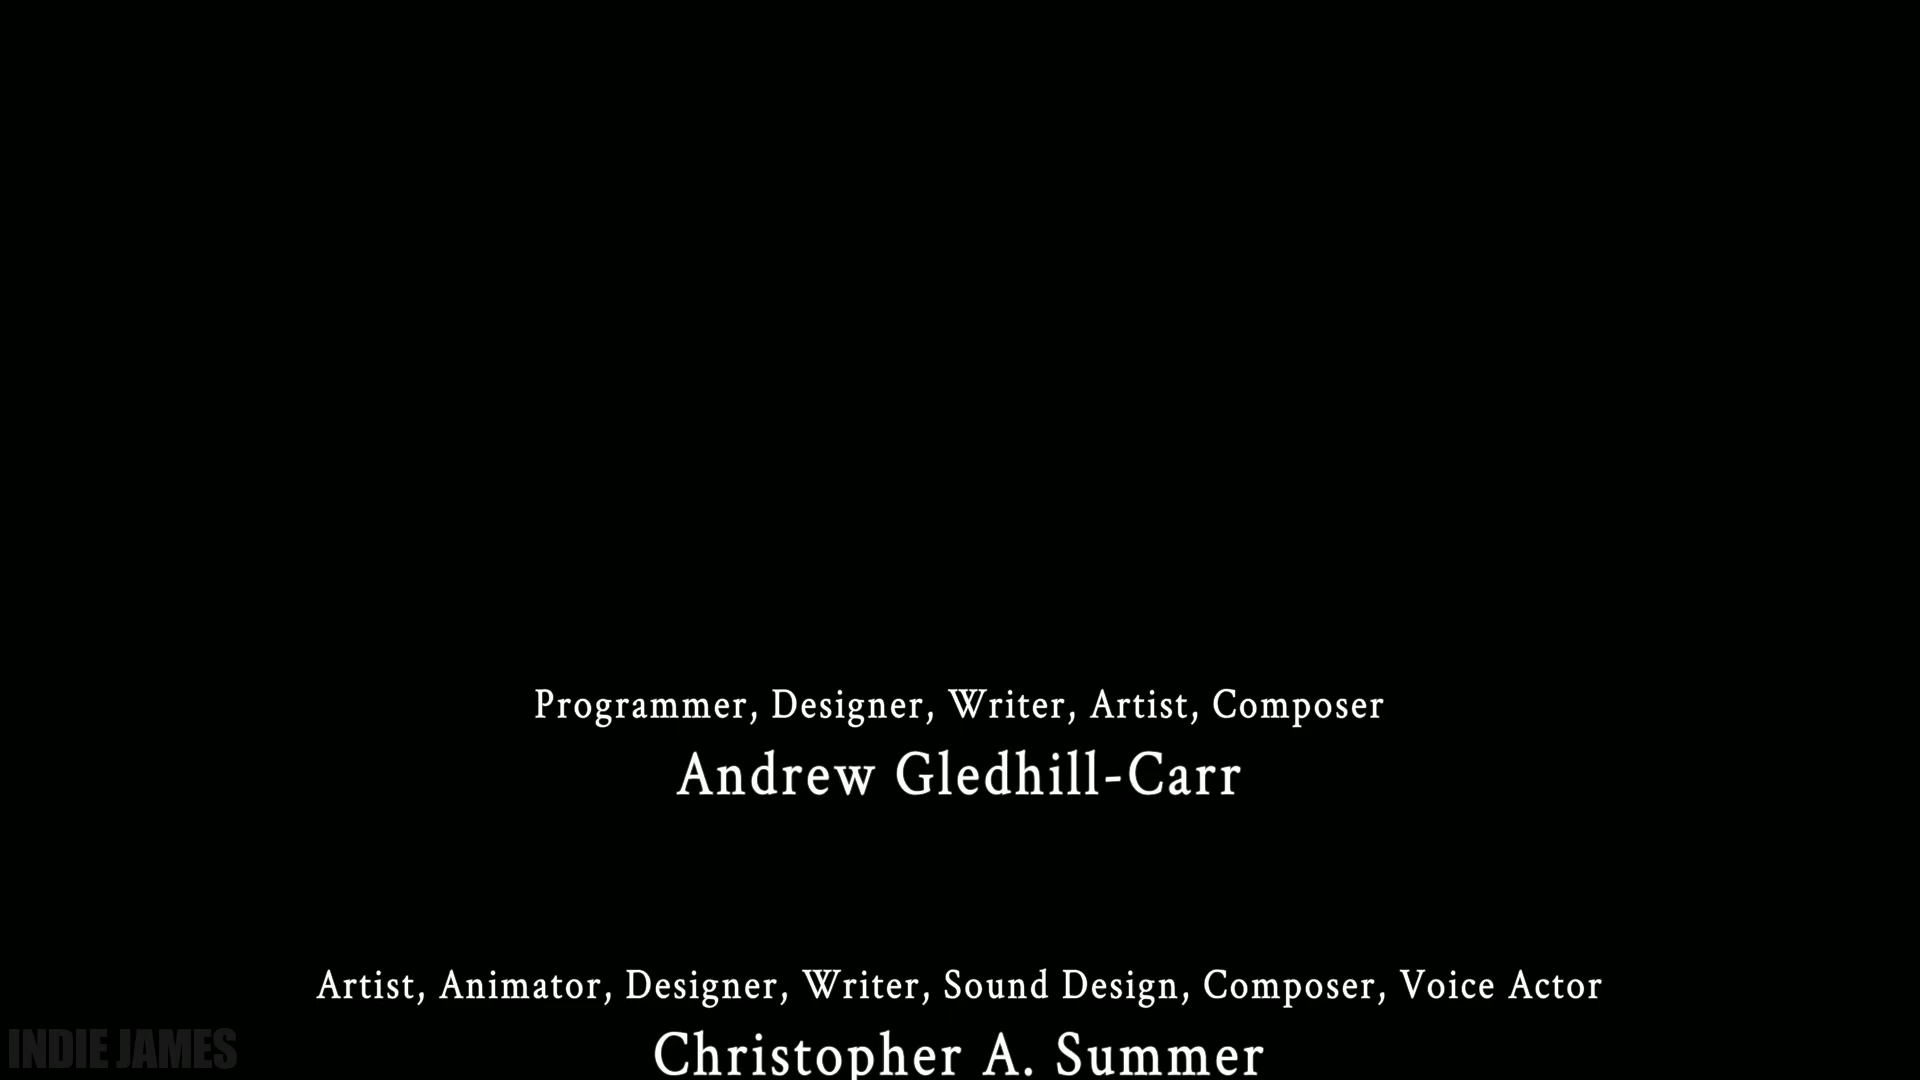 Programmer, Designer, Writer, Artist, Composer
Andrew Gledhill-Carr
Artist, Animator, Designer, Writer, Sound Design, Composer, Voice Actor
Christopher A. Summer
INDIE JAMES